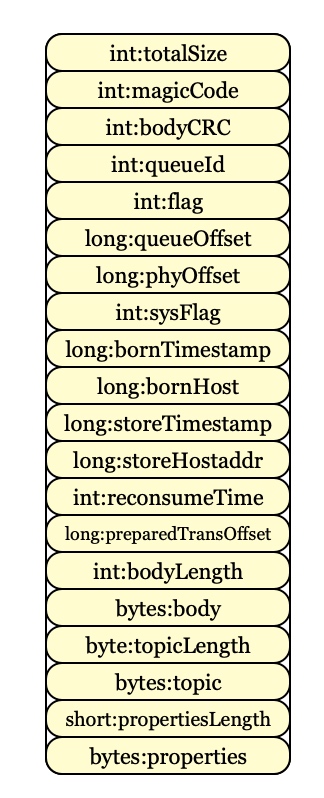 int:totalSize
int:magicCode
int:bodyCRC
int:queueId
int:flag
long:queueOffset
long:phyOffset
int:sysFlag
long:bornTimestamp
long:bornHost
long:storeTimestamp
long:storeHostaddr
int:reconsumeTime
long:preparedTransOffset
int:bodyLength
bytes:body
byte:topicLength
bytes:topic
short:propertiesLength
bytes:properties